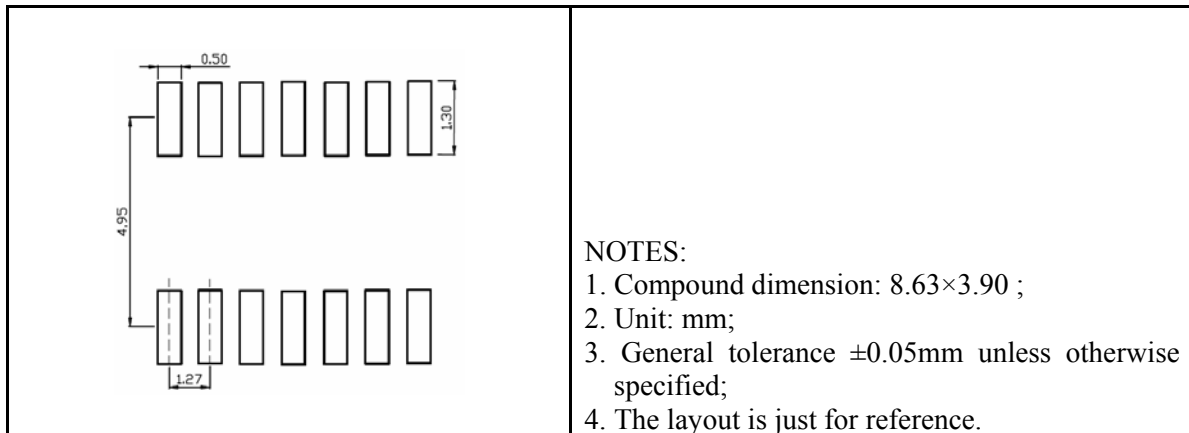 0.50
1.30
4.95
1.27
NOTES:
1. Compound dimension: 8.63×3.90 ;
2. Unit: mm;
3. General tolerance ±0.05mm unless otherwise
specified;
4. The layout is just for reference.